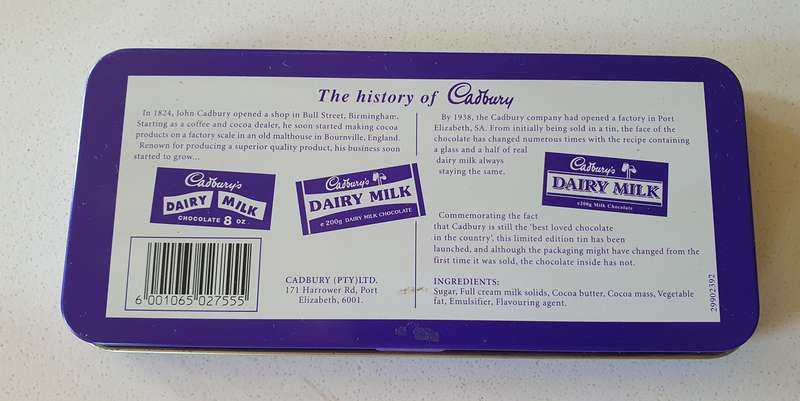 The history of Cadbury
In 1824, John Cadbury opened a shop in Bull Street, Birmingham.
Starting as a coffee and cocoa dealer, he soon started making cocoa
products on a factory scale in an old malthouse in Bournville, England.
Renown for producing a superior quality product, his business soon
started to grow...
Cadbury's
DAIRY MILK
CHOCOLATE 8 OZ
Cadbury's
DAIRY MILK
e 200g DAIRY MILK CHOCOLATE
6 001065 027555
CADBURY (PTY)LTD.
171 Harrower Rd, Port
Elizabeth, 6001.
By 1938, the Cadbury company had opened a factory in Port
Elizabeth, SA. From initially being sold in a tin, the face of the
chocolate has changed numerous times with the recipe containing
a glass and a half of real
dairy milk always
staying the same.
Cadbury's
DAIRY MILK
e200g Milk Chocolate
Commemorating the fact
that Cadbury is still the 'best loved chocolate
in the country', this limited edition tin has been
launched, and although the packaging might have changed from the
first time it was sold, the chocolate inside has not.
INGREDIENTS:
Sugar, Full cream milk solids, Cocoa butter, Cocoa mass, Vegetable
fat, Emulsifier, Flavouring agent.
29902392